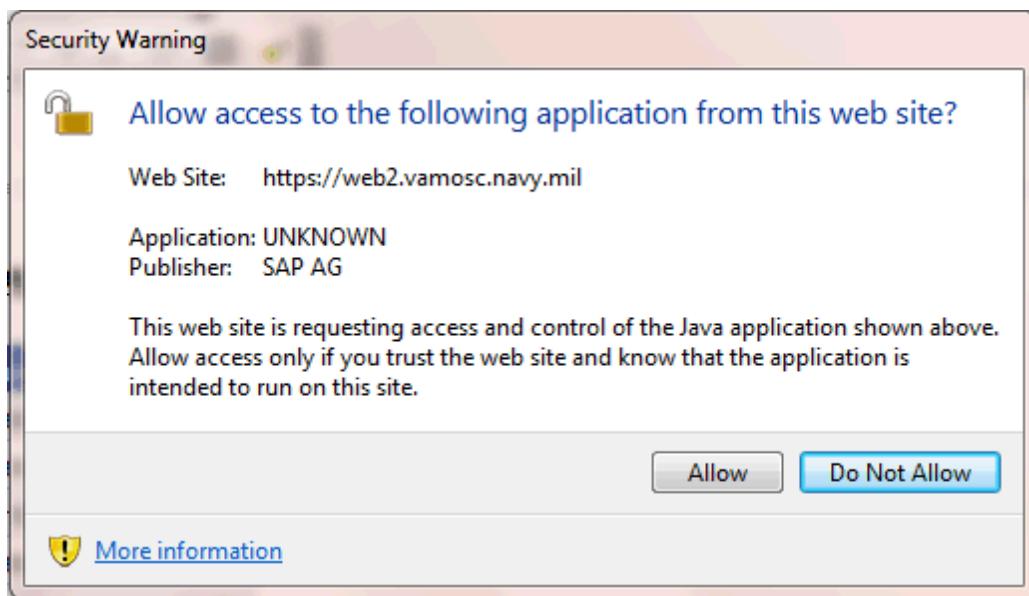 Security Warning
Allow access to the following application from this web site?
Web Site: https://web2.vamosc.navy.mil
Application: UNKNOWN
Publisher: SAP AG
This web site is requesting access and control of the Java application shown above.
Allow access only if you trust the web site and know that the application is
intended to run on this site.
Allow Do Not Allow
More information